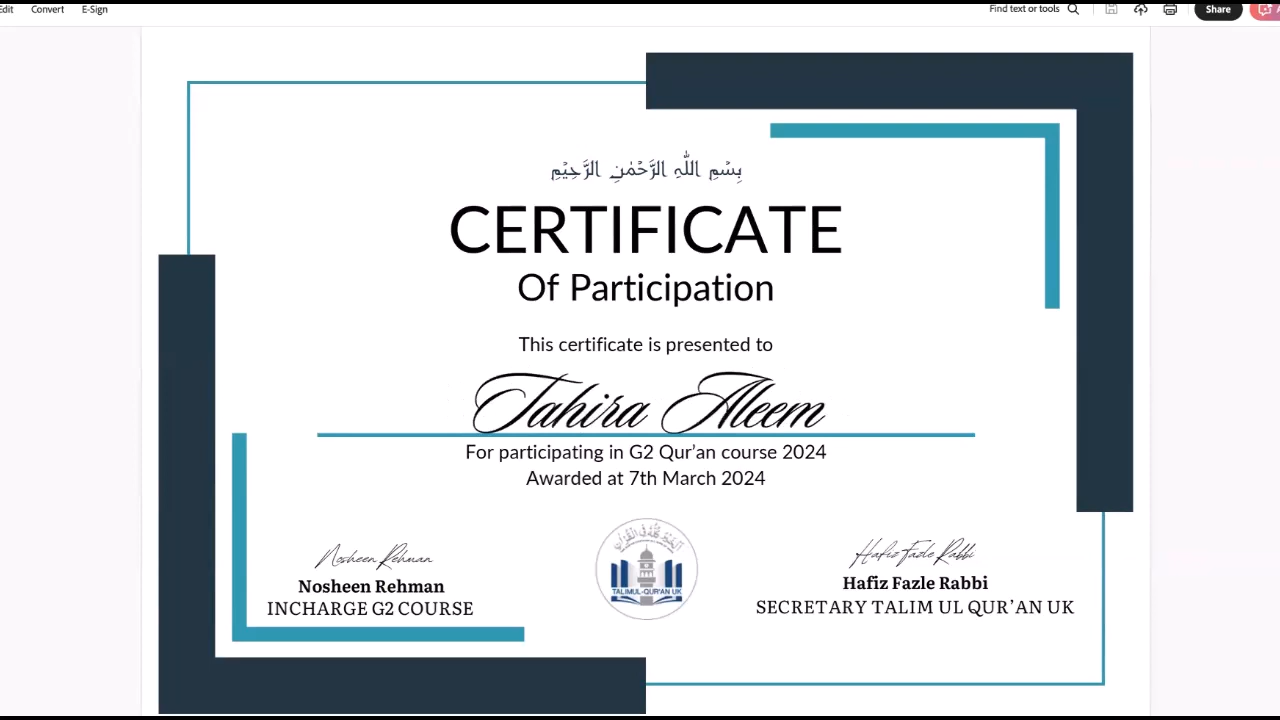 Edit Convert E-Sign Find text or tools Share
بِسْمِ اللّٰهِ الرَّحْمٰنِ الرَّحِيْمِ
CERTIFICATE
Of Participation
This certificate is presented to
Tahira Aleem
For participating in G2 Qur’an course 2024
Awarded at 7th March 2024
Nosheen Rehman
Nosheen Rehman
INCHARGE G2 COURSE
TALIMUL-QUR'AN UK
Hafiz Fazle Rabbi
Hafiz Fazle Rabbi
SECRETARY TALIM UL QUR’AN UK